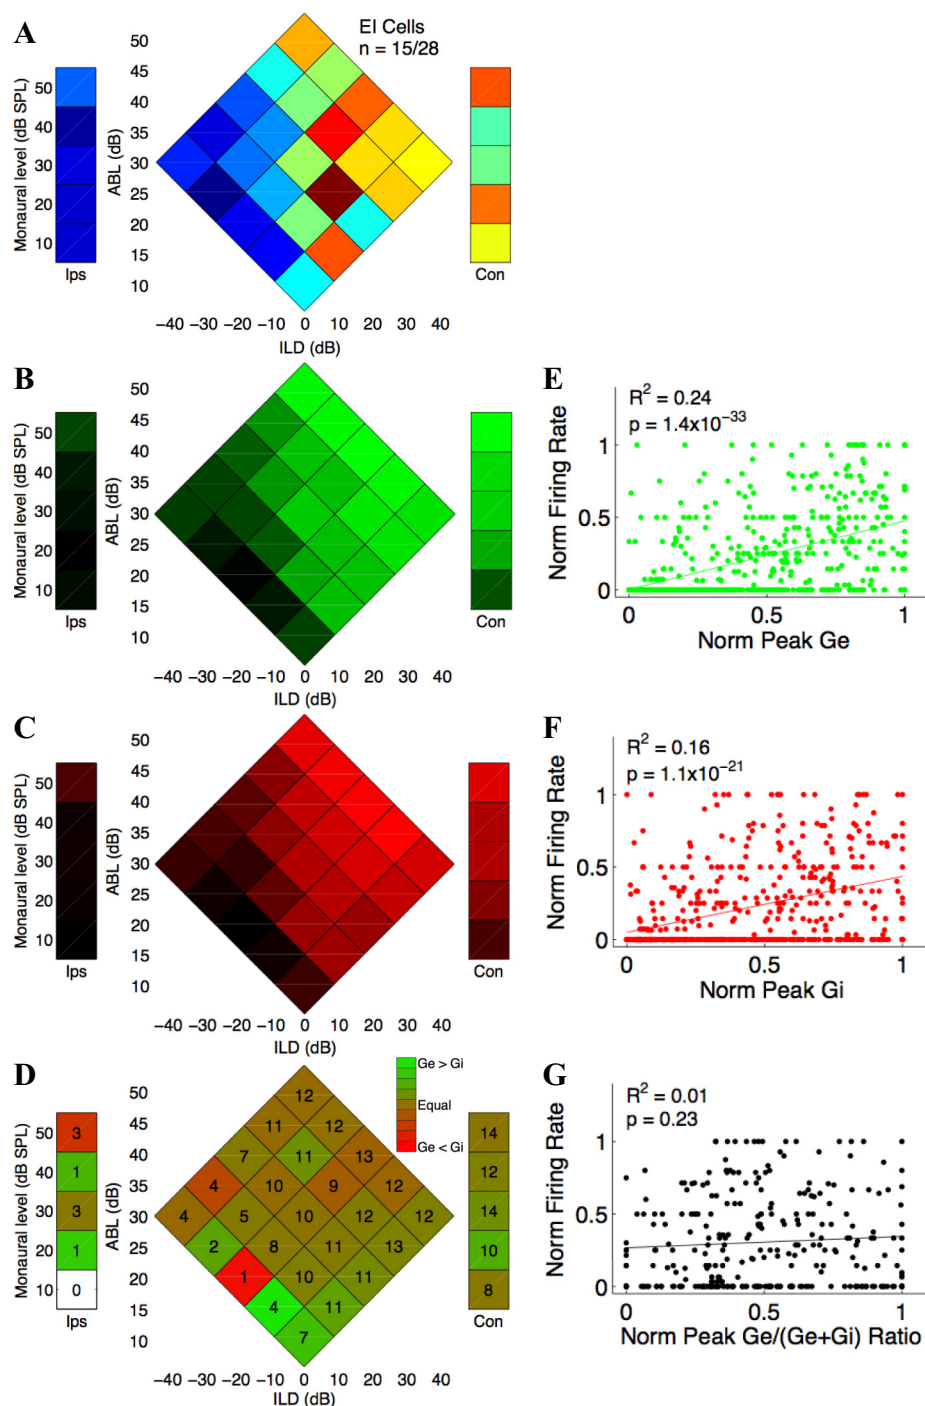 A
EI Cells
n = 15/28
50
45
40
35
30
25
20
15
10
ABL (dB)
Monaural level (dB SPL)
50
40
30
20
10
Ips
Con
−40 −30 −20 −10 0 10 30 40
ILD (dB)
B
50
45
40
35
30
25
20
15
10
ABL (dB)
Monaural level (dB SPL)
50
40
30
20
10
Ips
Con
−40 −30 −20 −10 0 10 20 30 40
ILD (dB)
E
R2 = 0.24
p = 1.4x10−33
Norm Firing Rate
1
0.5
0
0 0.5 1
Norm Peak Ge
C
50
45
40
35
30
25
20
15
10
ABL (dB)
Monaural level (dB SPL)
50
40
30
20
10
Ips
Con
−40 −30 −20 −10 0 10 20 30 40
ILD (dB)
F
R2 = 0.16
p = 1.1x10−21
Norm Firing Rate
1
0.5
0
0 0.5 1
Norm Peak Gi
D
Ge > Gi
Equal
Ge < Gi
50
45
40
35
30
25
20
15
10
ABL (dB)
Monaural level (dB SPL)
50
40
30
20
10
3
1
3
1
0
Ips
12
11 12
7 11 13
4 10 9 12
4 5 10 12 12
2 8 11 13
1 10 11
4 11
7
14
12
14
10
8
Con
−40 −30 −20 −10 0 10 20 30 40
ILD (dB)
G
R2 = 0.01
p = 0.23
Norm Firing Rate
1
0.5
0
0 0.5 1
Norm Peak Ge/(Ge+Gi) Ratio